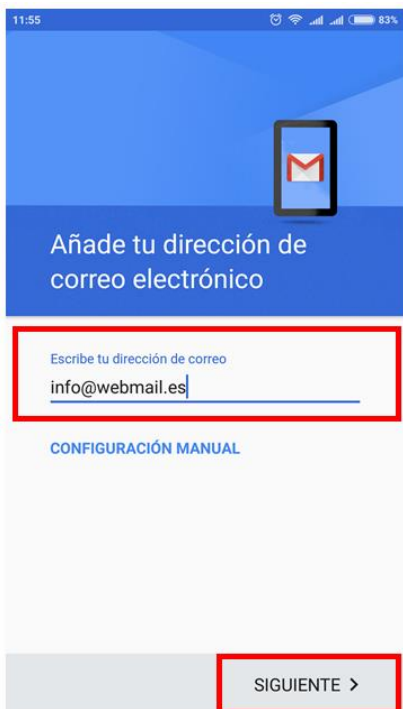 11:55 83%
Añade tu dirección de
correo electrónico
Escribe tu dirección de correo
info@webmail.es
CONFIGURACIÓN MANUAL
SIGUIENTE >